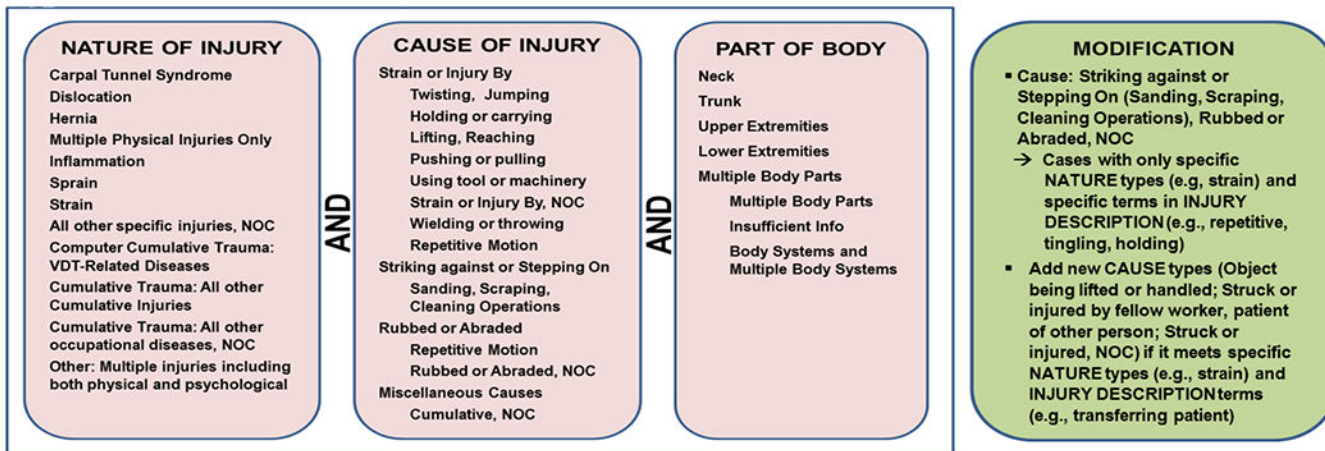 NATURE OF INJURY
Carpal Tunnel Syndrome
Dislocation
Hernia
Multiple Physical Injuries Only
Inflammation
Sprain
Strain
All other specific injuries, NOC
Computer Cumulative Trauma:
VDT-Related Diseases
Cumulative Trauma: All other
Cumulative Injuries
Cumulative Trauma: All other
occupational diseases, NOC
Other: Multiple injuries including
both physical and psychological
AND
CAUSE OF INJURY
Strain or Injury By
Twisting, Jumping
Holding or carrying
Lifting, Reaching
Pushing or pulling
Using tool or machinery
Strain or Injury By, NOC
Wielding or throwing
Repetitive Motion
Striking against or Stepping On
Sanding, Scraping,
Cleaning Operations
Rubbed or Abraded
Repetitive Motion
Rubbed or Abraded, NOC
Miscellaneous Causes
Cumulative, NOC
AND
PART OF BODY
Neck
Trunk
Upper Extremities
Lower Extremities
Multiple Body Parts
Multiple Body Parts
Insufficient Info
Body Systems and
Multiple Body Systems
MODIFICATION
▪ Cause: Striking against or
Stepping On (Sanding, Scraping,
Cleaning Operations), Rubbed or
Abraded, NOC
→ Cases with only specific
NATURE types (e.g, strain) and
specific terms in INJURY
DESCRIPTION (e.g., repetitive,
tingling, holding)
▪ Add new CAUSE types (Object
being lifted or handled; Struck or
injured by fellow worker, patient
of other person; Struck or
injured, NOC) if it meets specific
NATURE types (e.g., strain) and
INJURY DESCRIPTION terms
(e.g., transferring patient)